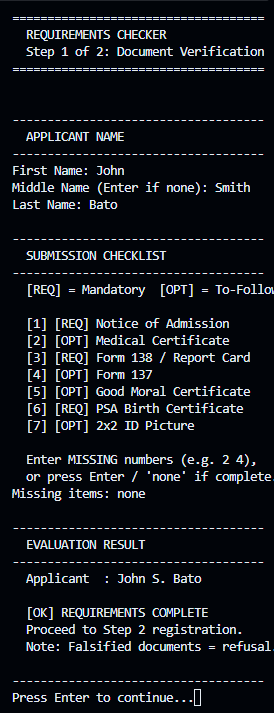 ====================================
REQUIREMENTS CHECKER
Step 1 of 2: Document Verification
====================================
------------------------------------
APPLICANT NAME
------------------------------------
First Name: John
Middle Name (Enter if none): Smith
Last Name: Bato
------------------------------------
SUBMISSION CHECKLIST
------------------------------------
[REQ] = Mandatory  [OPT] = To-Follow
[1] [REQ] Notice of Admission
[2] [OPT] Medical Certificate
[3] [REQ] Form 138 / Report Card
[4] [OPT] Form 137
[5] [OPT] Good Moral Certificate
[6] [REQ] PSA Birth Certificate
[7] [OPT] 2x2 ID Picture
Enter MISSING numbers (e.g. 2 4),
or press Enter / 'none' if complete.
Missing items: none
------------------------------------
EVALUATION RESULT
------------------------------------
Applicant  : John S. Bato
[OK] REQUIREMENTS COMPLETE
Proceed to Step 2 registration.
Note: Falsified documents = refusal.
------------------------------------
Press Enter to continue...